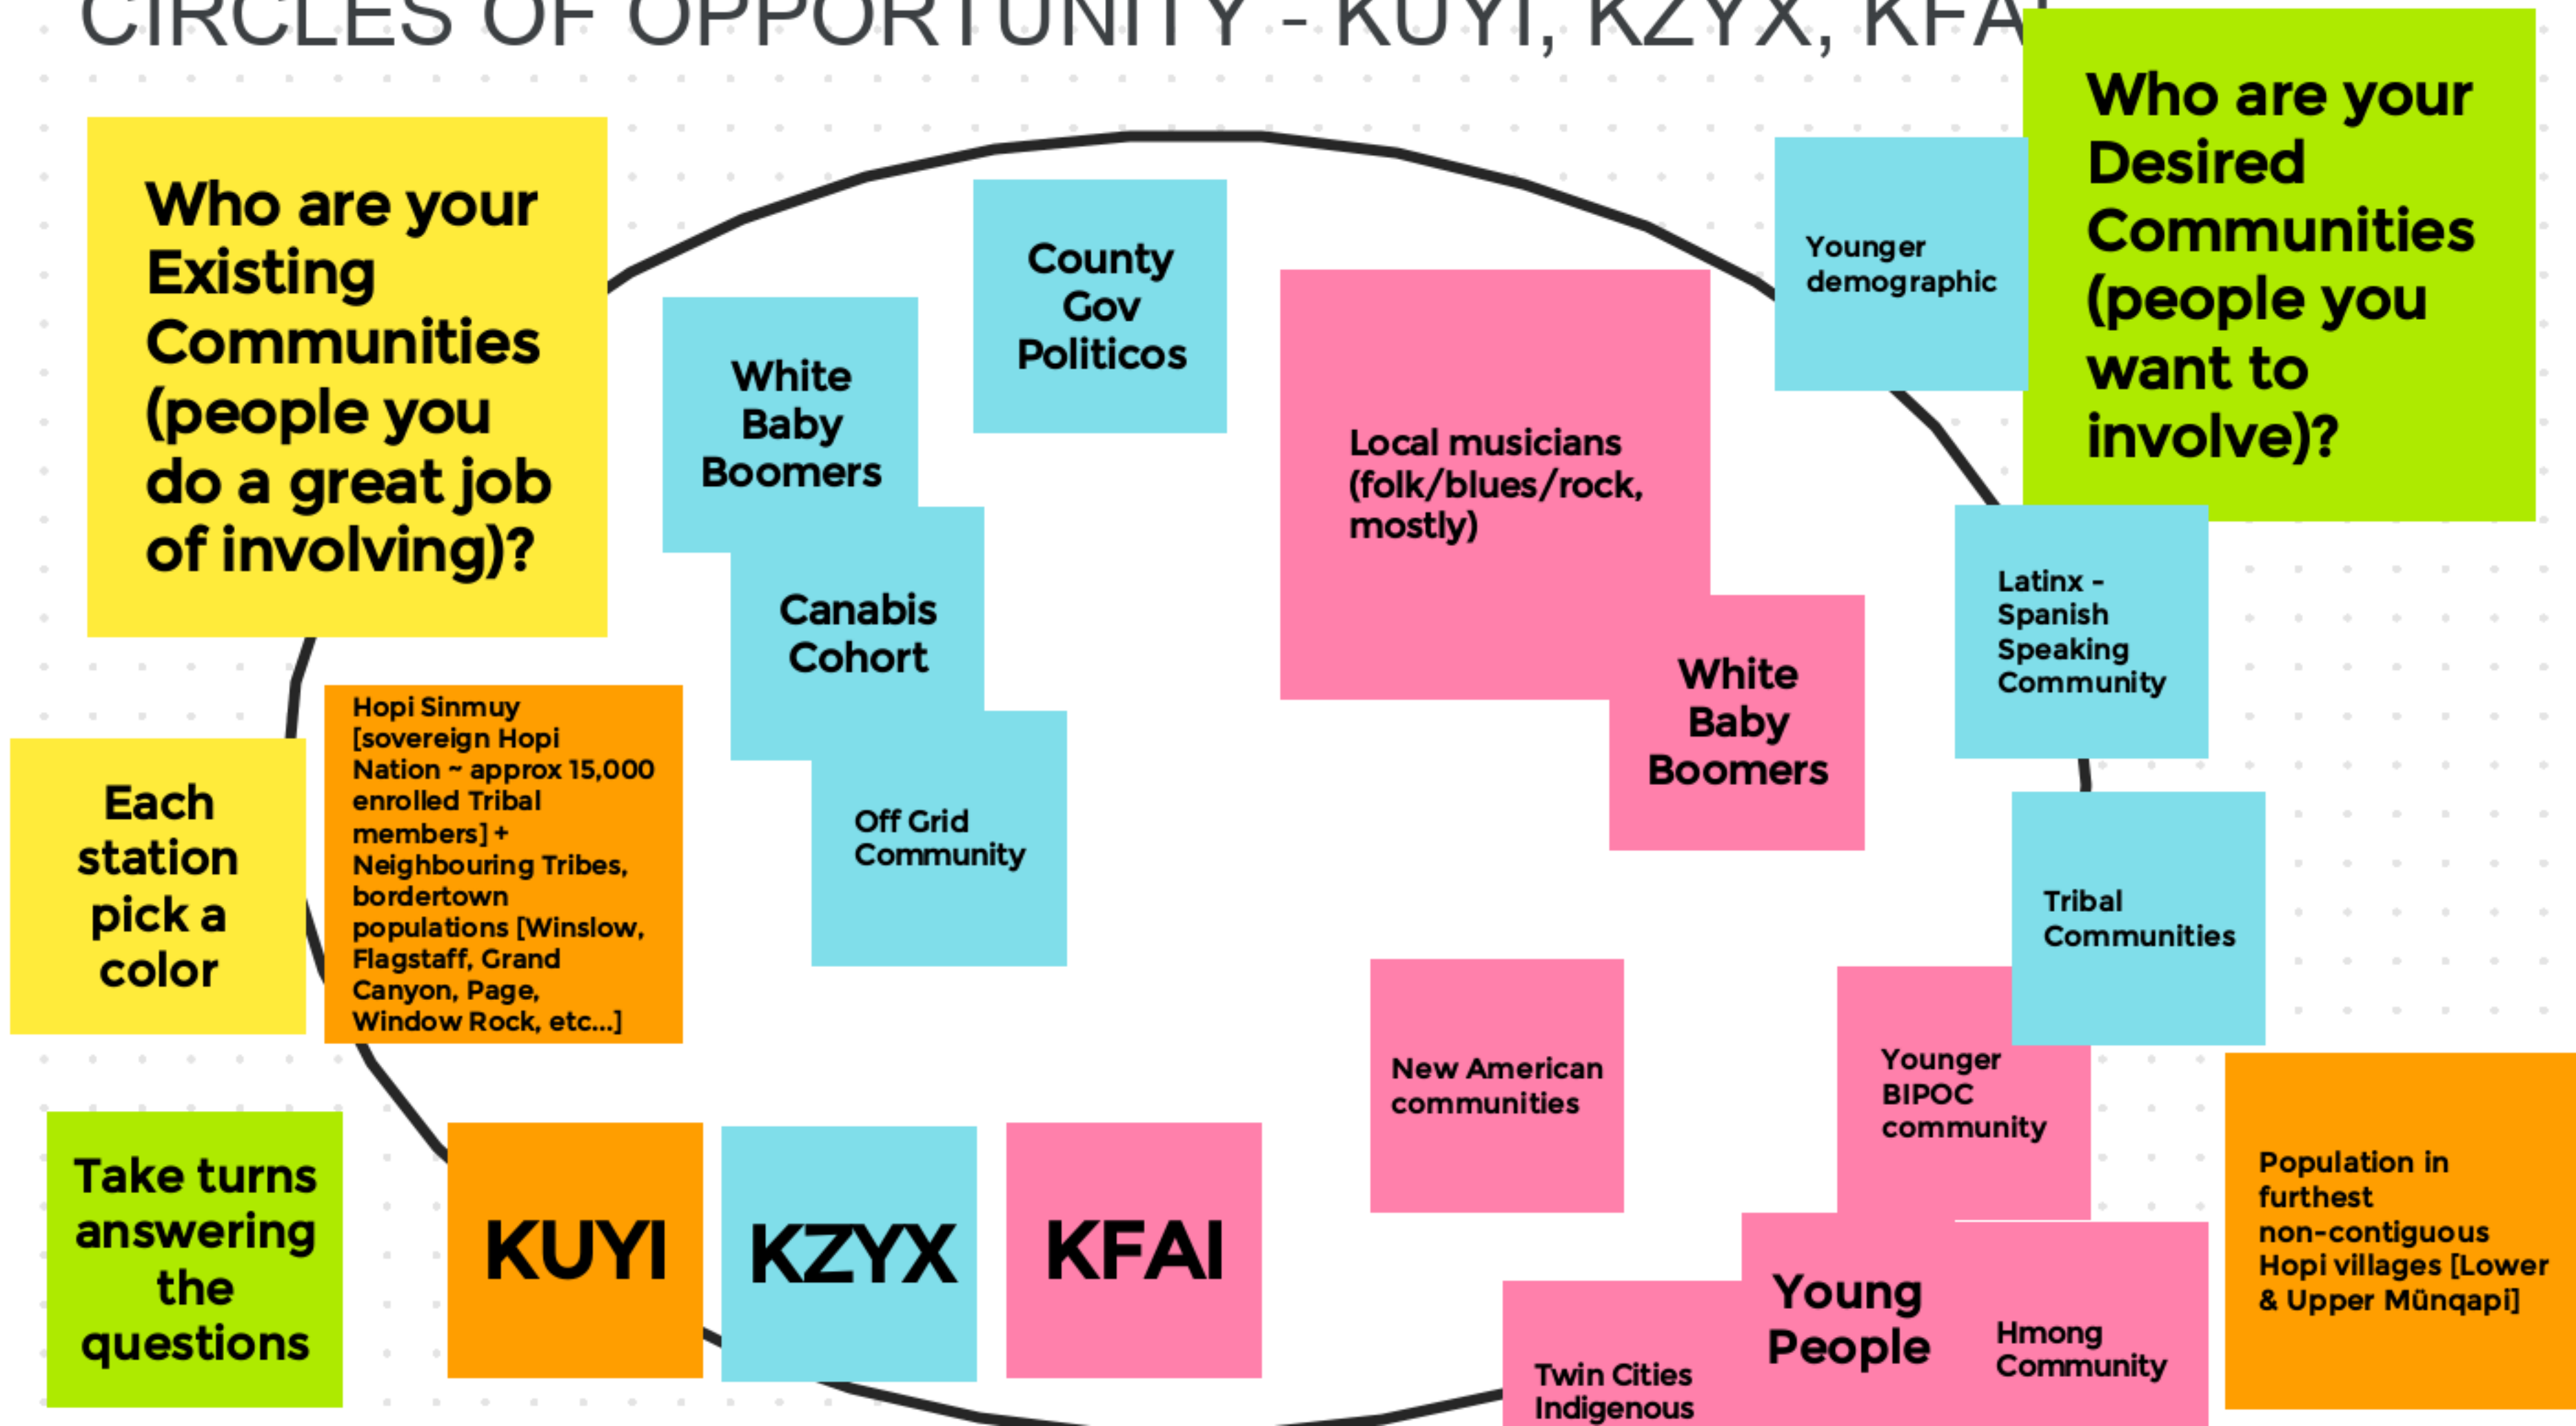 CIRCLES OF OPPORTUNITY - KUYI, KZYX, KFAI
Who are your
Existing
Communities
(people you
do a great job
of involving)?
County
Gov
Politicos
White
Baby
Boomers
Canabis
Cohort
Off Grid
Community
Local musicians
(folk/blues/rock,
mostly)
White
Baby
Boomers
Younger
demographic
Who are your
Desired
Communities
(people you
want to
involve)?
Latinx -
Spanish
Speaking
Community
Tribal
Communities
Each
station
pick a
color
Hopi Sinmuy
[sovereign Hopi
Nation ~ approx 15,000
enrolled Tribal
members] +
Neighbouring Tribes,
bordertown
populations [Winslow,
Flagstaff, Grand
Canyon, Page,
Window Rock, etc...]
New American
communities
Younger
BIPOC
community
Population in
furthest
non-contiguous
Hopi villages [Lower
& Upper Münqapi]
Take turns
answering
the
questions
KUYI
KZYX
KFAI
Young
People
Hmong
Community
Twin Cities
Indigenous